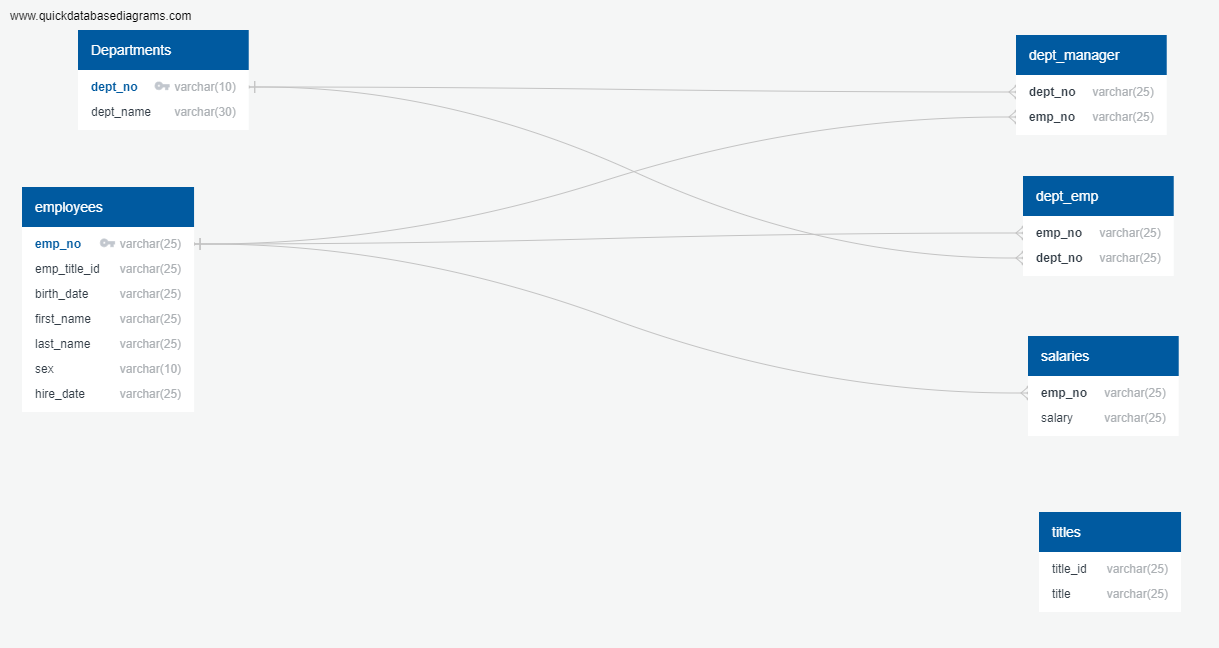 www.quickdatabasediagrams.com
Departments
dept_no varchar(10)
dept_name varchar(30)
employees
emp_no varchar(25)
emp_title_id varchar(25)
birth_date varchar(25)
first_name varchar(25)
last_name varchar(25)
sex varchar(10)
hire_date varchar(25)
dept_manager
dept_no varchar(25)
emp_no varchar(25)
dept_emp
emp_no varchar(25)
dept_no varchar(25)
salaries
emp_no varchar(25)
salary varchar(25)
titles
title_id varchar(25)
title varchar(25)